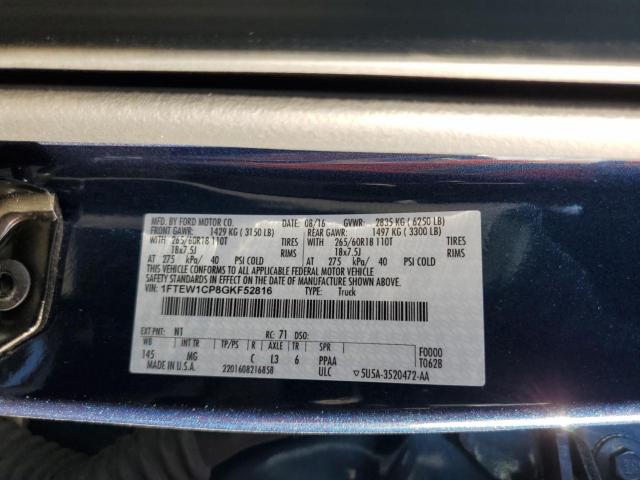 MFD. BY FORD MOTOR CO. DATE: 08/16 GVWR: 2835 KG ( 6250 LB)
FRONT GAWR: 1429 KG ( 3150 LB) REAR GAWR: 1497 KG ( 3300 LB)
WITH 265/60R18 110T TIRES WITH 265/60R18 110T TIRES
18x7.5J RIMS 18x7.5J RIMS
AT 275 kPa/ 40 PSI COLD AT 275 kPa/ 40 PSI COLD
THIS VEHICLE CONFORMS TO ALL APPLICABLE FEDERAL MOTOR VEHICLE
SAFETY STANDARDS IN EFFECT ON THE DATE OF MANUFACTURE SHOWN ABOVE.
VIN: 1FTEW1CP8GKF52816 TYPE: Truck
EXT PNT: N1 RC: 71 DSO:
WB INT TR TP/PS R AXLE TR SPR F0000
145 MG C L3 6 PPAA T0628
MADE IN U.S.A. 2201608216858 ULC ▽5U5A-3520472-AA